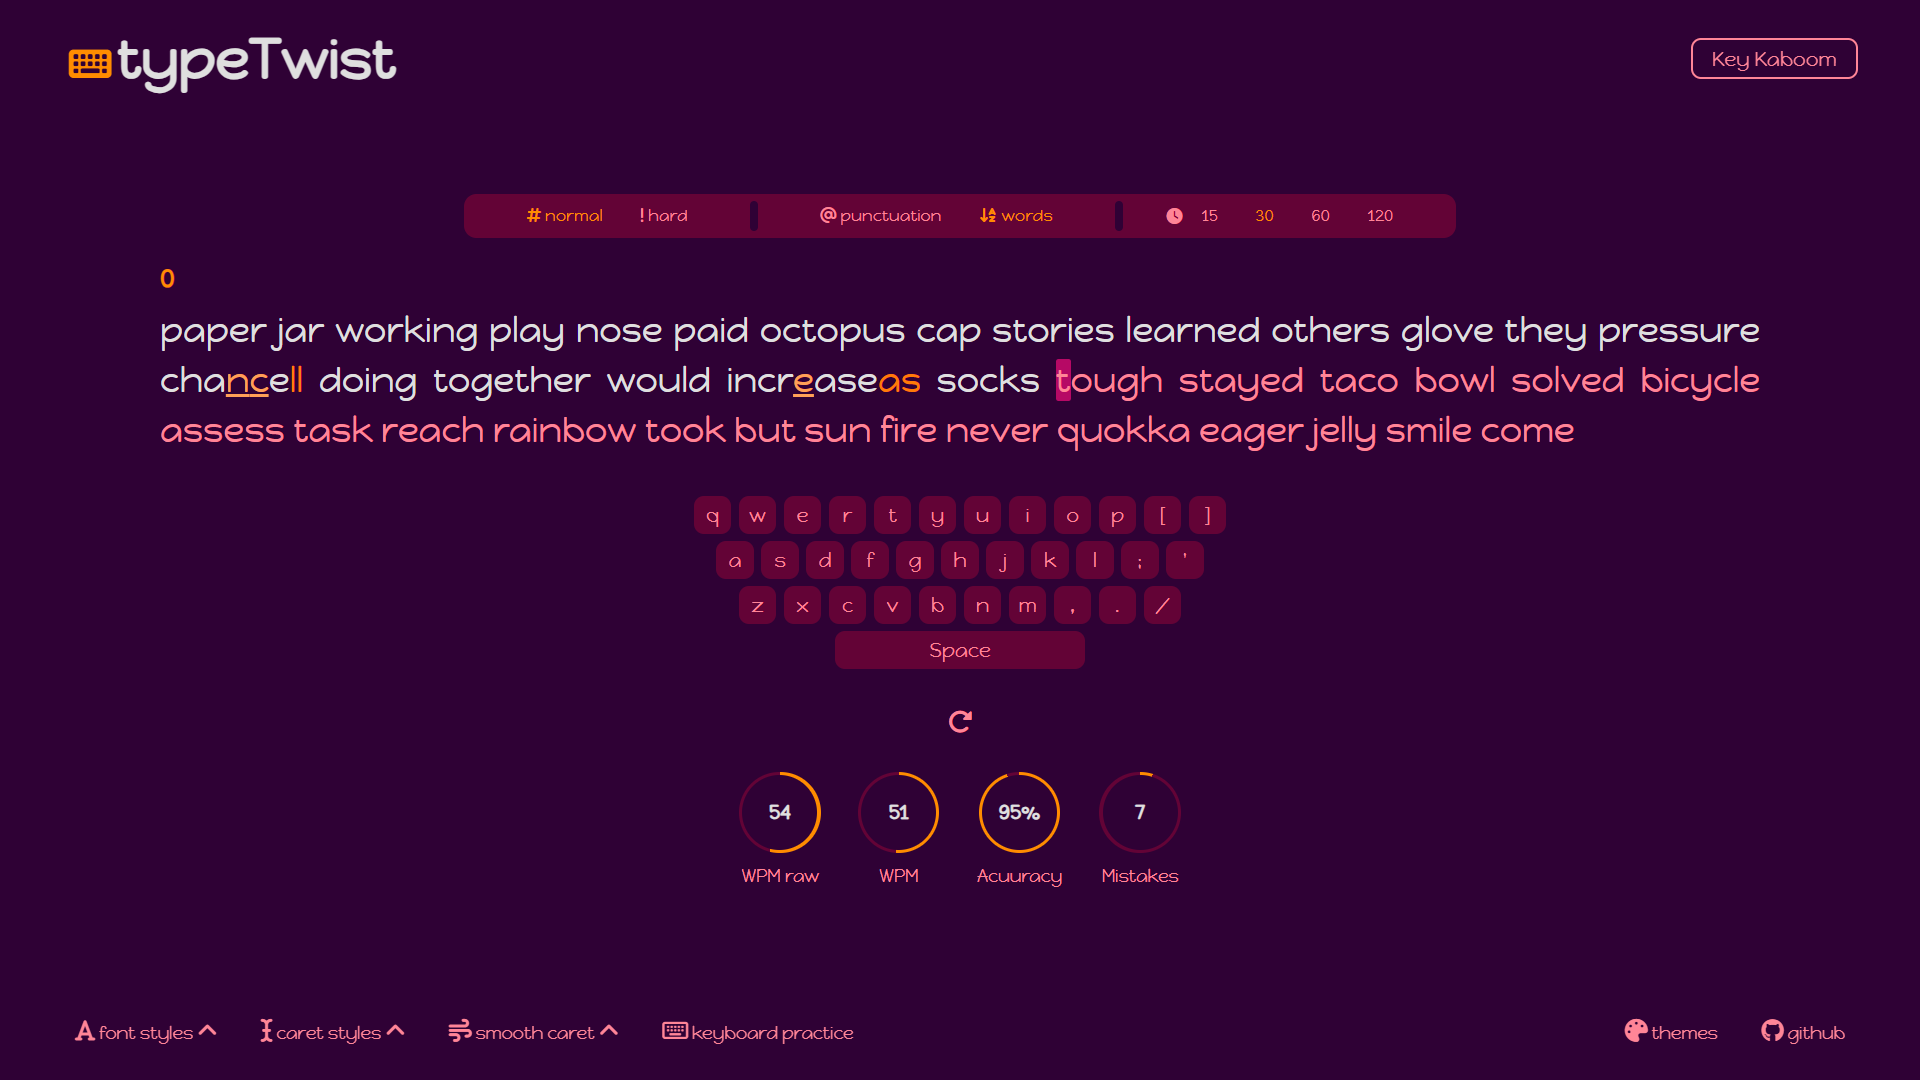 typeTwist
Key Kaboom
# normal ! hard @ punctuation words 15 30 60 120
0
paper jar working play nose paid octopus cap stories learned others glove they pressure
chancell doing together would increaseas socks tough stayed taco bowl solved bicycle
assess task reach rainbow took but sun fire never quokka eager jelly smile come
q w e r t y u i o p [ ]
a s d f g h j k l ; '
z x c v b n m , . /
Space
54 51 95% 7
WPM raw WPM Acuuracy Mistakes
font styles caret styles smooth caret keyboard practice themes github